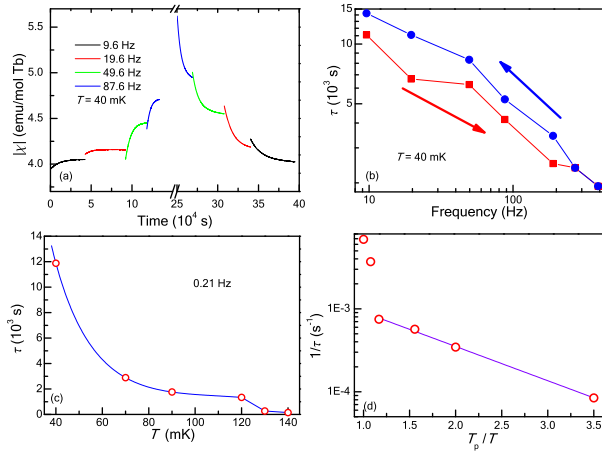 5.5
5.0
4.5
4.0
|χ| (emu/mol Tb)
9.6 Hz
19.6 Hz
49.6 Hz
87.6 Hz
T = 40 mK
(a)
0 5 10 15 25 30 35 40
Time (10⁴ s)
15
5
τ (10³ s)
T = 40 mK
(b)
10 100
Frequency (Hz)
14
12
10
8
6
4
2
0
τ (10³ s)
0.21 Hz
(c)
40 60 80 100 120 140
T (mK)
1E-3
1E-4
1/τ (s⁻¹)
(d)
1.0 1.5 2.0 2.5 3.0 3.5
Tₚ/T